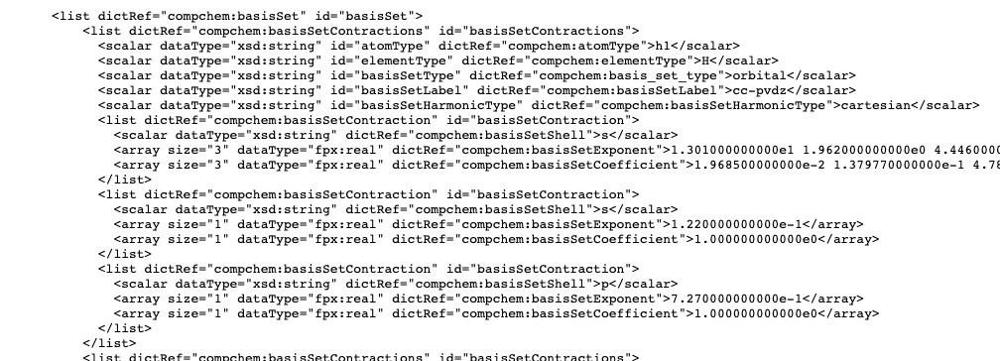 <list dictRef="compchem:basisSet" id="basisSet">
<list dictRef="compchem:basisSetContractions" id="basisSetContractions">
<scalar dataType="xsd:string" id="atomType" dictRef="compchem:atomType">h1</scalar>
<scalar dataType="xsd:string" id="elementType" dictRef="compchem:elementType">H</scalar>
<scalar dataType="xsd:string" id="basisSetType" dictRef="compchem:basis_set_type">orbital</scalar>
<scalar dataType="xsd:string" id="basisSetLabel" dictRef="compchem:basisSetLabel">cc-pvdz</scalar>
<scalar dataType="xsd:string" id="basisSetHarmonicType" dictRef="compchem:basisSetHarmonicType">cartesian</scalar>
<list dictRef="compchem:basisSetContraction" id="basisSetContraction">
<scalar dataType="xsd:string" dictRef="compchem:basisSetShell">s</scalar>
<array size="3" dataType="fpx:real" dictRef="compchem:basisSetExponent">1.301000000000e1 1.962000000000e0 4.4460000
<array size="3" dataType="fpx:real" dictRef="compchem:basisSetCoefficient">1.968500000000e-2 1.379770000000e-1 4.78
</list>
<list dictRef="compchem:basisSetContraction" id="basisSetContraction">
<scalar dataType="xsd:string" dictRef="compchem:basisSetShell">s</scalar>
<array size="1" dataType="fpx:real" dictRef="compchem:basisSetExponent">1.220000000000e-1</array>
<array size="1" dataType="fpx:real" dictRef="compchem:basisSetCoefficient">1.000000000000e0</array>
</list>
<list dictRef="compchem:basisSetContraction" id="basisSetContraction">
<scalar dataType="xsd:string" dictRef="compchem:basisSetShell">p</scalar>
<array size="1" dataType="fpx:real" dictRef="compchem:basisSetExponent">7.270000000000e-1</array>
<array size="1" dataType="fpx:real" dictRef="compchem:basisSetCoefficient">1.000000000000e0</array>
</list>
</list>
<list dictRef="compchem:basisSetContractions" id="basisSetContractions">